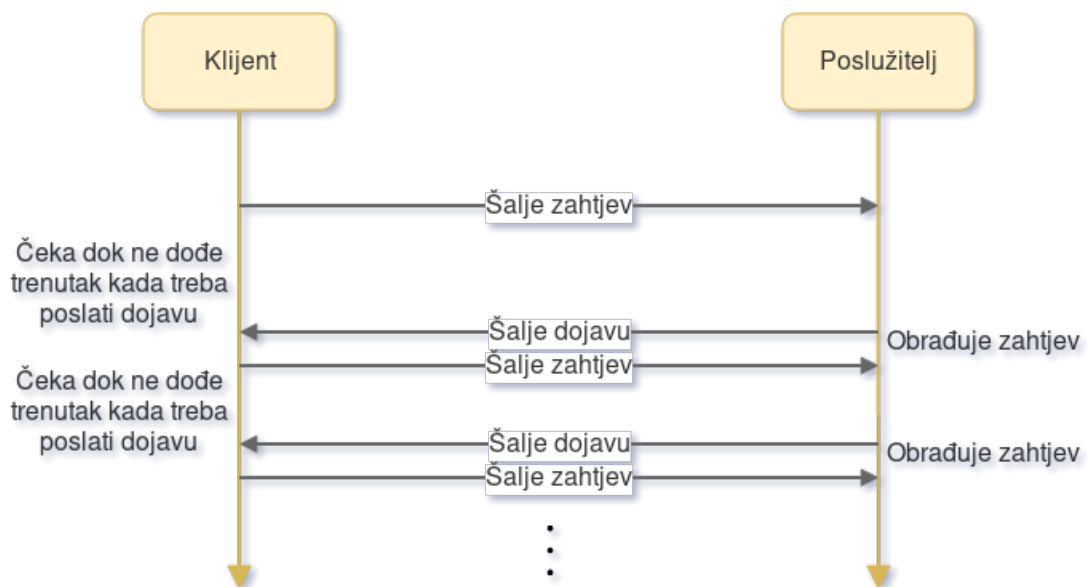 Klijent
Poslužitelj
Šalje zahtjev
Čeka dok ne dođe
trenutak kada treba
poslati dojavu
Šalje dojavu
Obrađuje zahtjev
Šalje zahtjev
Čeka dok ne dođe
trenutak kada treba
poslati dojavu
Šalje dojavu
Obrađuje zahtjev
Šalje zahtjev